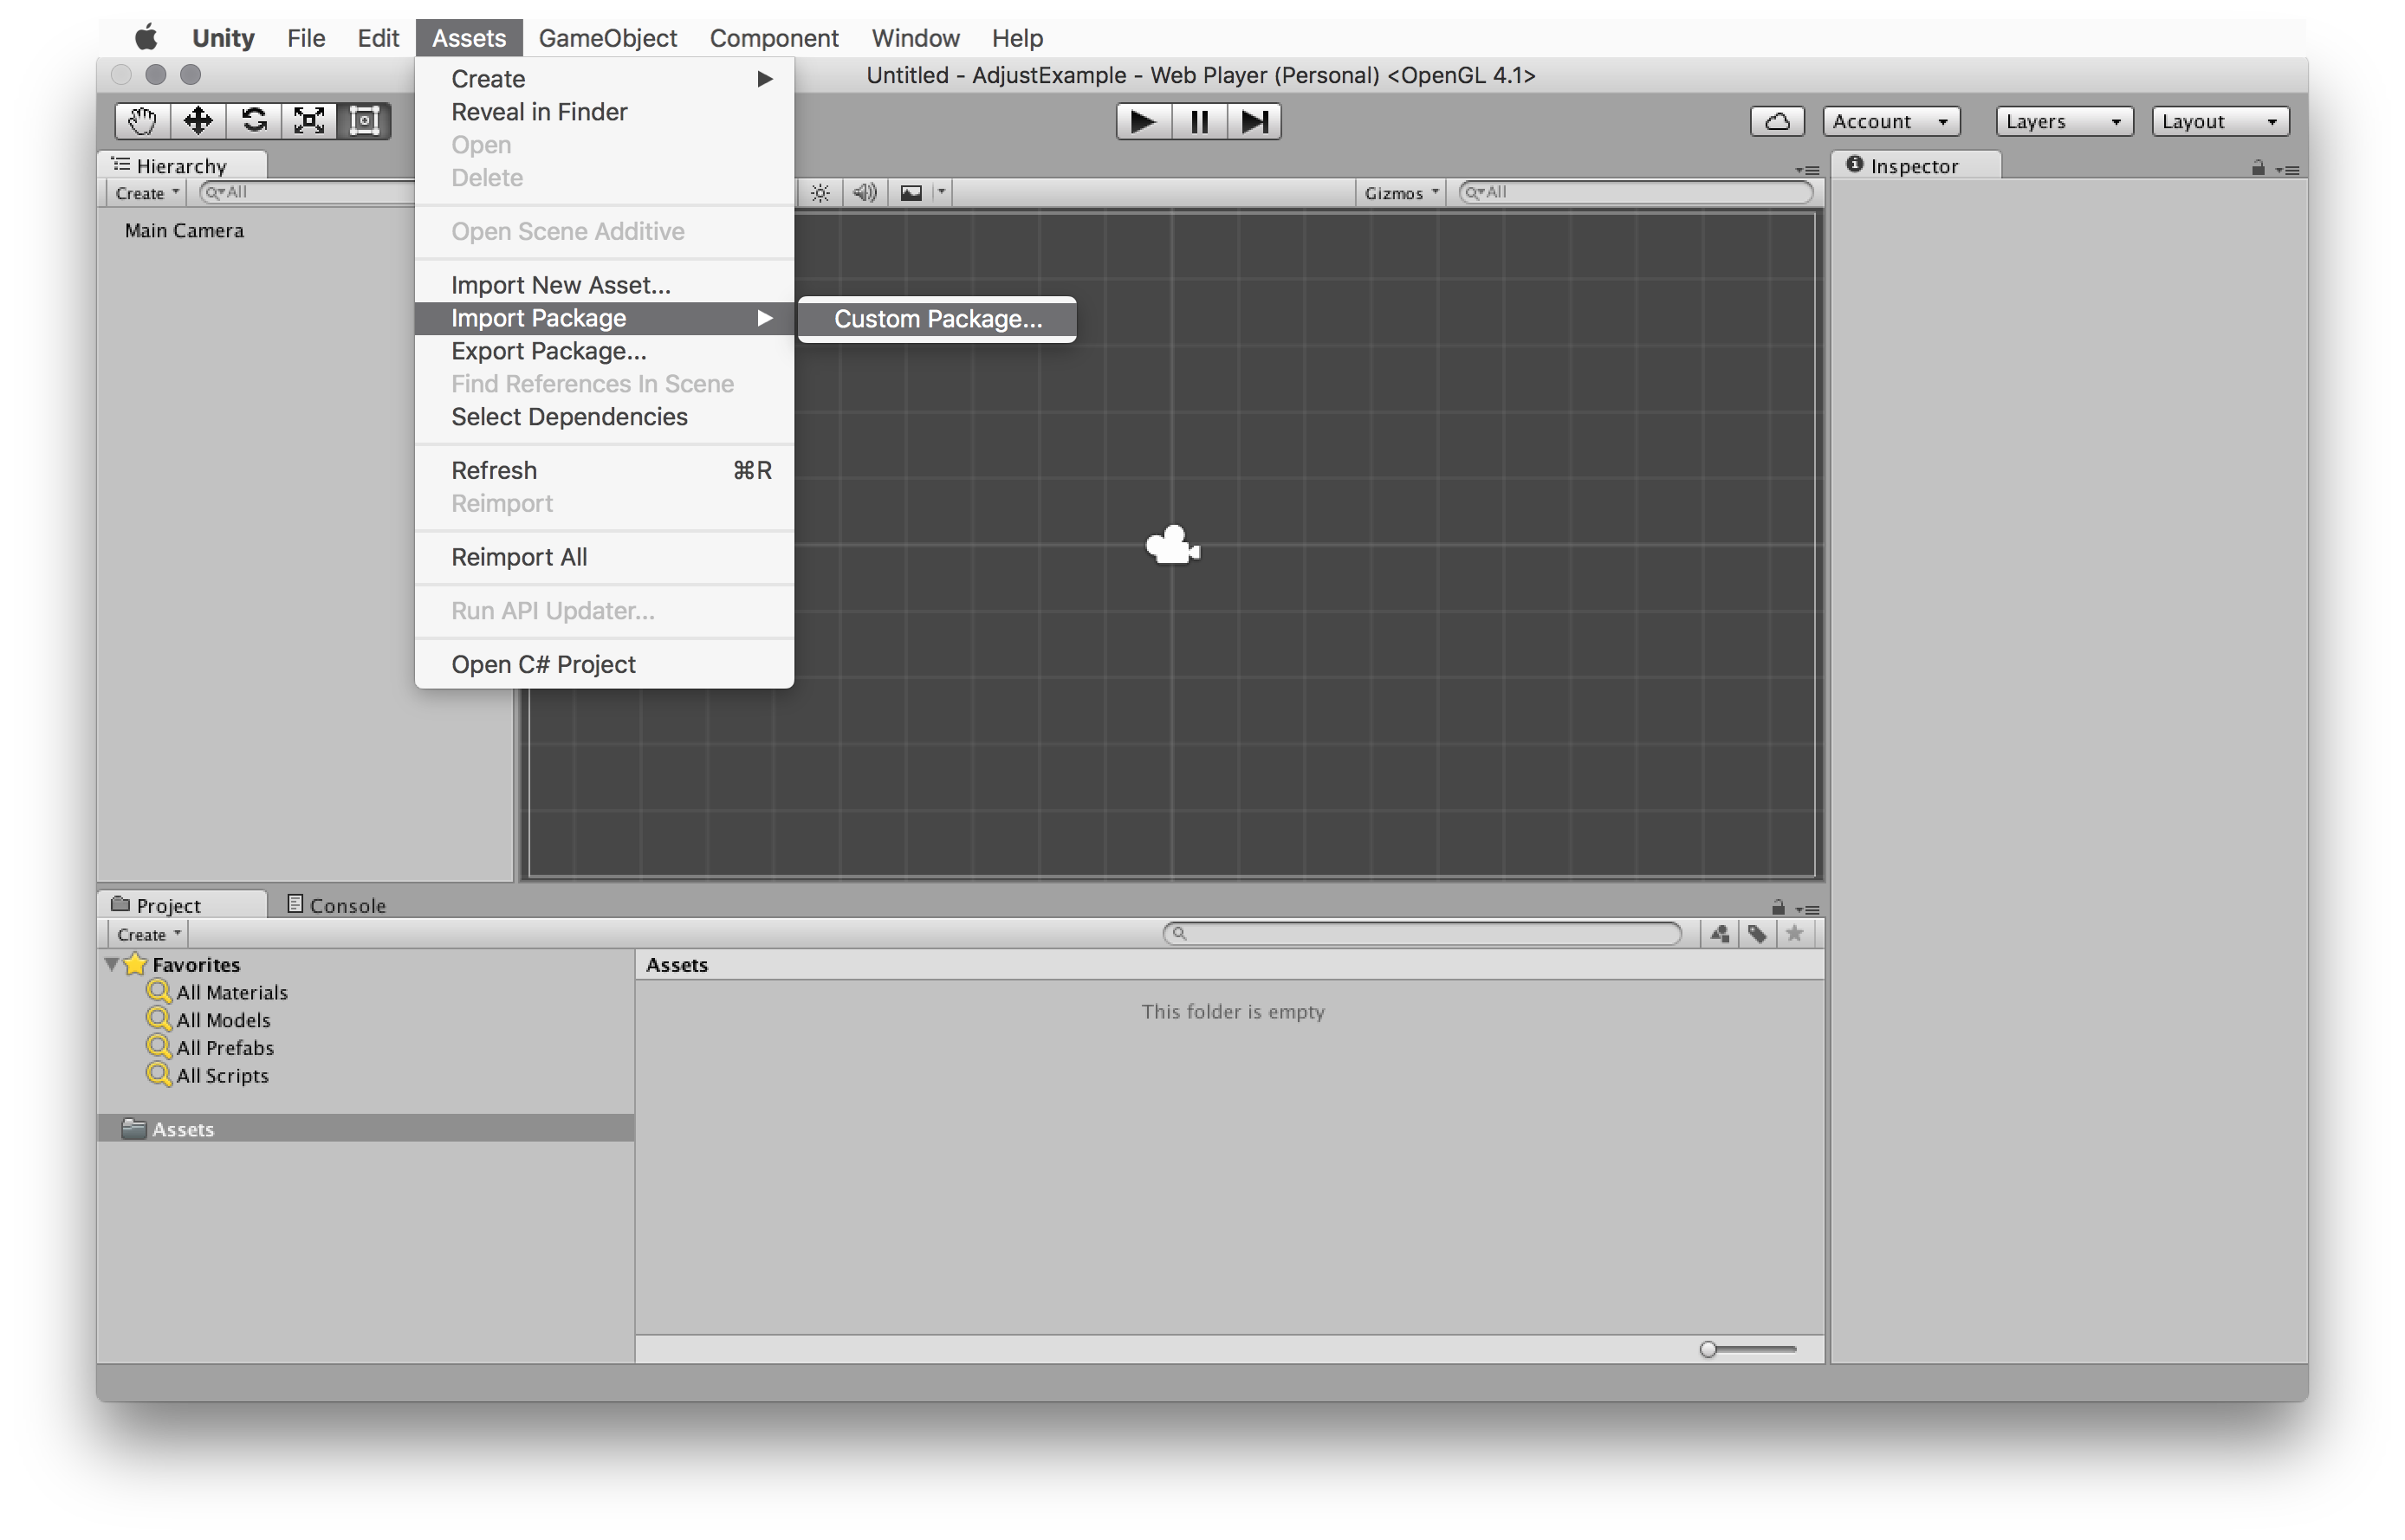 Unity File Edit Assets GameObject Component Window Help
Untitled - AdjustExample - Web Player (Personal) <OpenGL 4.1>
Account
Layers
Layout
Hierarchy
Create
All
Main Camera
Create
Reveal in Finder
Open
Delete
Open Scene Additive
Import New Asset...
Import Package
Export Package...
Find References In Scene
Select Dependencies
Refresh ⌘R
Reimport
Reimport All
Run API Updater...
Open C# Project
Custom Package...
Gizmos
All
Inspector
Project
Console
Create
Favorites
All Materials
All Models
All Prefabs
All Scripts
Assets
Assets
This folder is empty